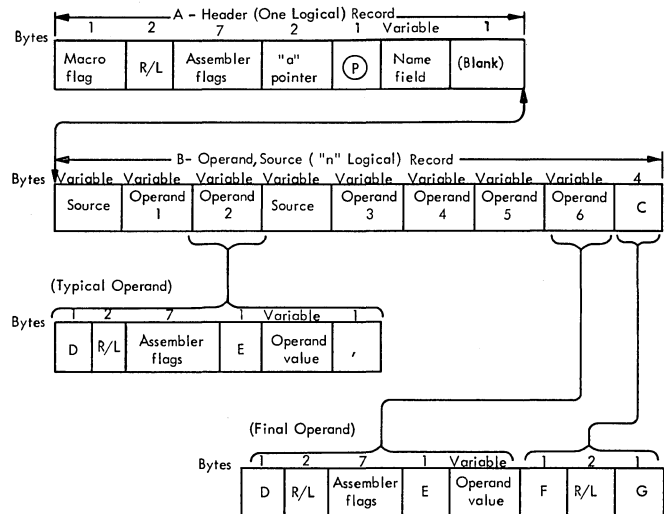 A - Header (One Logical) Record
Bytes 1 2 7 2 1 Variable 1
Macro flag R/L Assembler flags "a" pointer P Name field (Blank)
B- Operand, Source ( "n" Logical) Record
Bytes Variable Variable Variable Variable Variable Variable Variable Variable 4
Source Operand 1 Operand 2 Source Operand 3 Operand 4 Operand 5 Operand 6 C
(Typical Operand)
Bytes 1 2 7 1 Variable 1
D R/L Assembler flags E Operand value ,
(Final Operand)
Bytes 1 2 7 1 Variable 1 2 1
D R/L Assembler flags E Operand value F R/L G